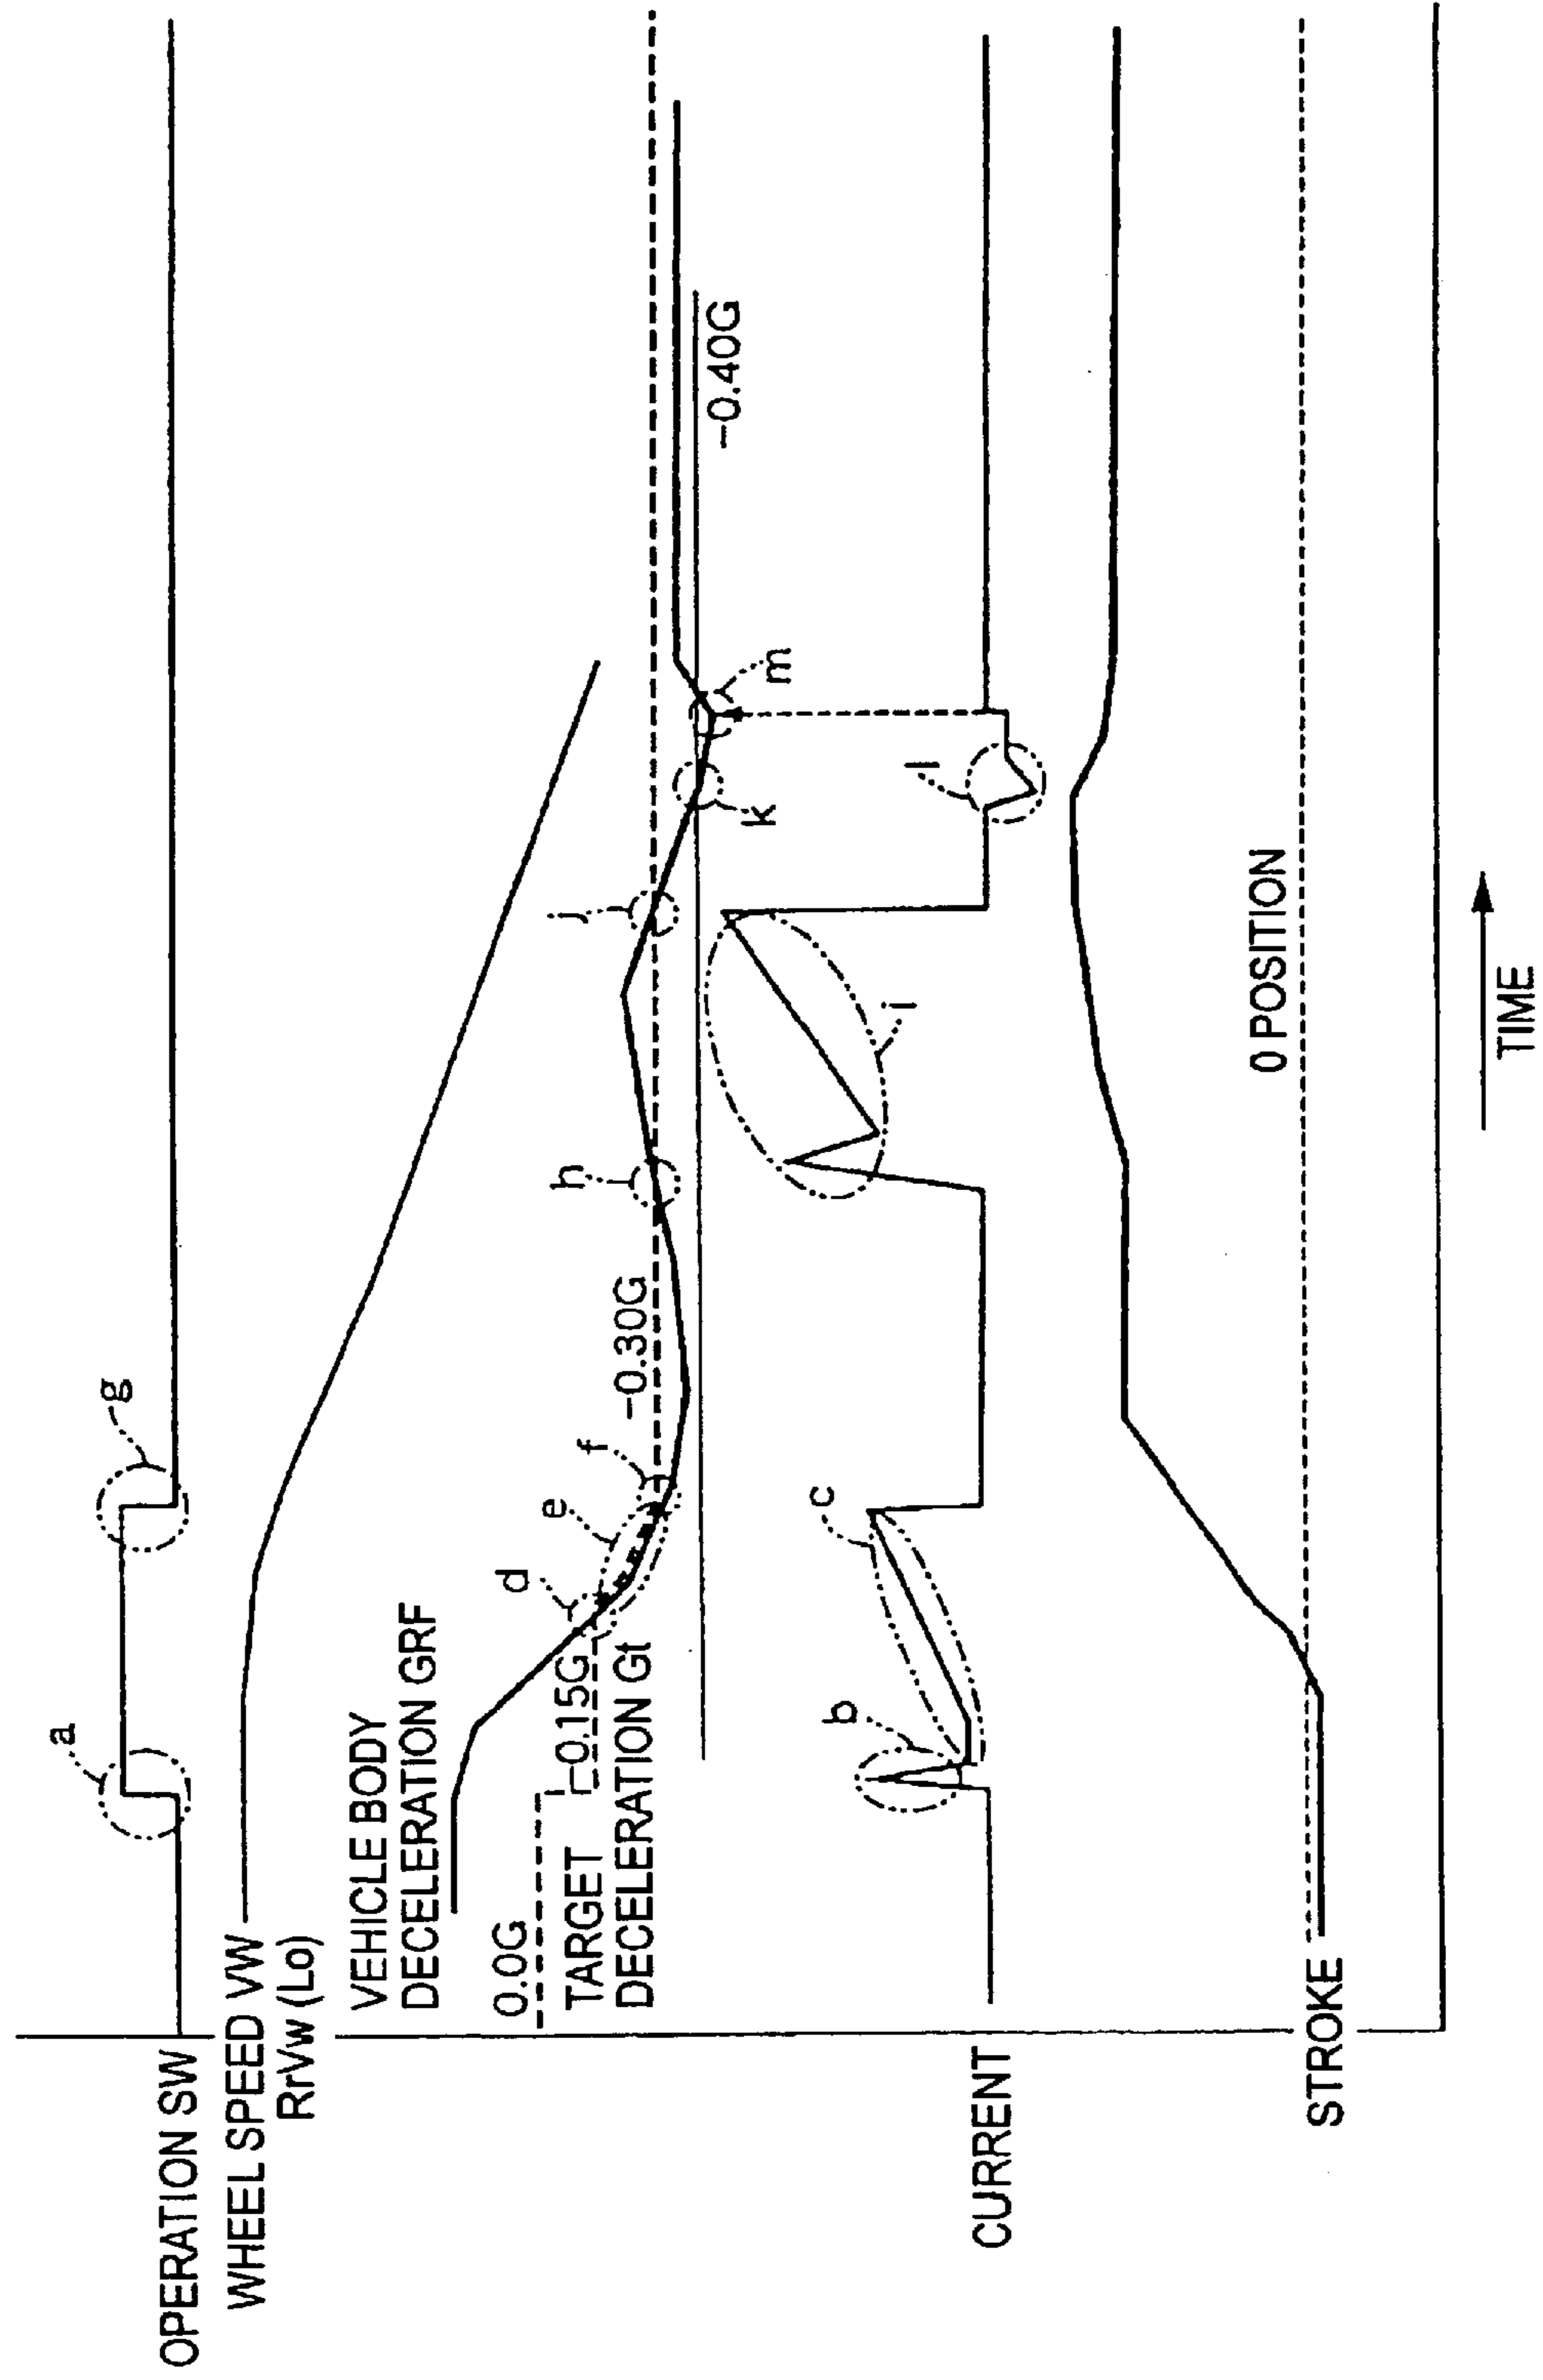 OPERATION SW
a
g
WHEEL SPEED VW
RrVw (Lo)
VEHICLE BODY
DECELERATION GRF
0.0G
TARGET
DECELERATION Gt
-0.15G
d
e
f
-0.30G
h
j
k
m
-0.40G
CURRENT
b
c
i
l
STROKE
0 POSITION
TIME